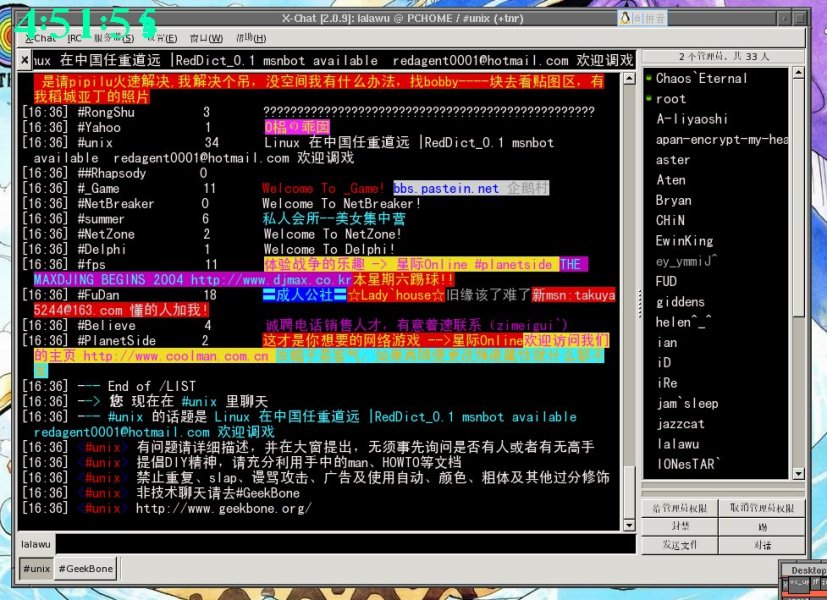 4:51:55
X-Chat [2.0.9]: lalawu @ PCHOME / #unix (+tnr)
X-Chat IRC 服务器(S) 设置(E) 窗口(W) 帮助(H)
nux 在中国任重道远 |RedDict_0.1 msnbot available redagent0001@hotmail.com 欢迎调戏
2 个管理员, 共 33 人
是请pipilu火速解决,我解决个吊, 没空间我有什么办法, 找bobby----块去看贴图区, 有
我稻城亚丁的照片
[16:36] #RongShu 3 ??????????????????????????????????????????????????
[16:36] #Yahoo 1
[16:36] #unix 34 Linux 在中国任重道远 |RedDict_0.1 msnbot
available redagent0001@hotmail.com 欢迎调戏
[16:36] ##Rhapsody 0
[16:36] #_Game 11 Welcome To _Game! bbs.pastein.net 企鹅村
[16:36] #NetBreaker 0 Welcome To NetBreaker!
[16:36] #summer 6 私人会所--美女集中营
[16:36] #NetZone 2 Welcome To NetZone!
[16:36] #Delphi 1 Welcome To Delphi!
[16:36] #fps 11 体验战争的乐趣 -> 星际Online #planetside THE
MAXDJING BEGINS 2004 http://www.djmax.co.kr本星期六踢球!!
[16:36] #FuDan 18 〓成人公社〓☆Lady`house☆旧缘该了难了新msn:takuya
5244@163.com 懂的人加我!
[16:36] #Believe 4 诚聘电话销售人才, 有意着速联系 (zimeigui`)
[16:36] #PlanetSide 2 这才是你想要的网络游戏 -->星际Online欢迎访问我们
的主页 http://www.coolman.com.cn
[16:36] --- End of /LIST
[16:36] --> 您 现在在 #unix 里聊天
[16:36] --- #unix 的话题是 Linux 在中国任重道远 |RedDict_0.1 msnbot available
redagent0001@hotmail.com 欢迎调戏
[16:36] <#unix> 有问题请详细描述, 并在大窗提出, 无须事先询问是否有人或者有无高手
[16:36] <#unix> 提倡DIY精神, 请充分利用手中的man、HOWTO等文档
[16:36] <#unix> 禁止重复、slap、谩骂攻击、广告及使用自动、颜色、粗体及其他过分修饰
[16:36] <#unix> 非技术聊天请去#GeekBone
[16:36] <#unix> http://www.geekbone.org/
Chaos`Eternal
root
A-liyaoshi
apan-encrypt-my-hea
aster
Aten
Bryan
CHiN
EwinKing
ey_ymmiJ^
FUD
giddens
helen^_^
ian
iD
iRe
jam`sleep
jazzcat
lalawu
lONesTAR`
给管理员权限 取消管理员权限
封禁 踢
发送文件 对话
lalawu
#unix #GeekBone
Desktop